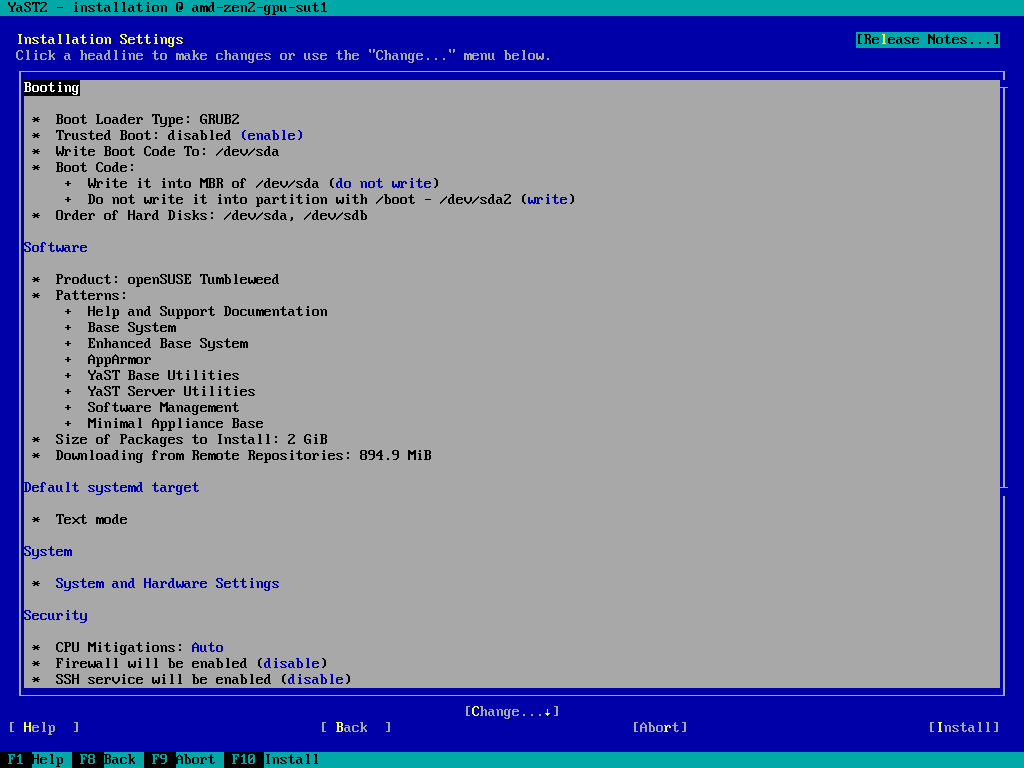 YaST2 - installation @ amd-zen2-gpu-sut1
Installation Settings [Release Notes...]
Click a headline to make changes or use the "Change..." menu below.
Booting
* Boot Loader Type: GRUB2
* Trusted Boot: disabled (enable)
* Write Boot Code To: /dev/sda
* Boot Code:
+ Write it into MBR of /dev/sda (do not write)
+ Do not write it into partition with /boot - /dev/sda2 (write)
* Order of Hard Disks: /dev/sda, /dev/sdb
Software
* Product: openSUSE Tumbleweed
* Patterns:
+ Help and Support Documentation
+ Base System
+ Enhanced Base System
+ AppArmor
+ YaST Base Utilities
+ YaST Server Utilities
+ Software Management
+ Minimal Appliance Base
* Size of Packages to Install: 2 GiB
* Downloading from Remote Repositories: 894.9 MiB
Default systemd target
* Text mode
System
* System and Hardware Settings
Security
* CPU Mitigations: Auto
* Firewall will be enabled (disable)
* SSH service will be enabled (disable)
[Change...↓]
[ Help ] [ Back ] [Abort] [Install]
F1 Help F8 Back F9 Abort F10 Install